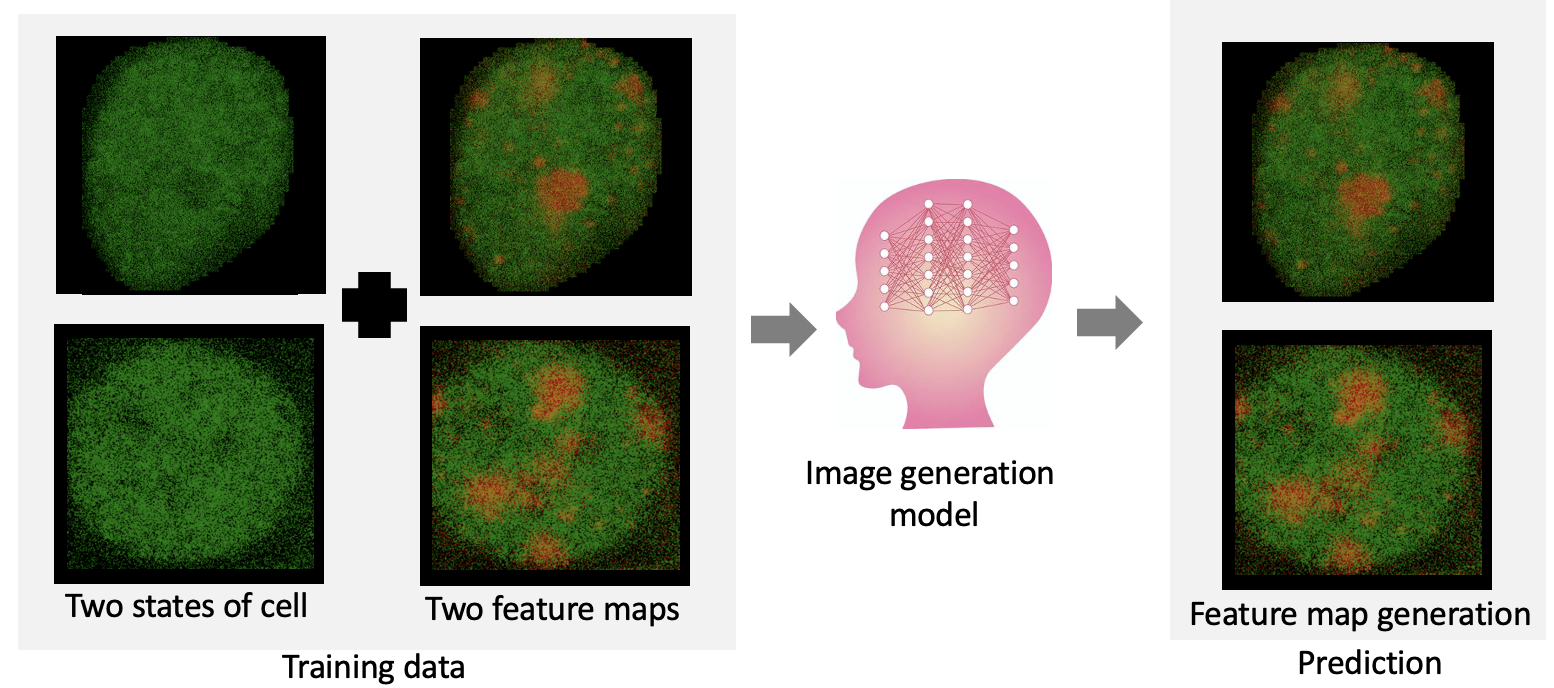 Two states of cell
Two feature maps
Training data
Image generation
model
Feature map generation
Prediction